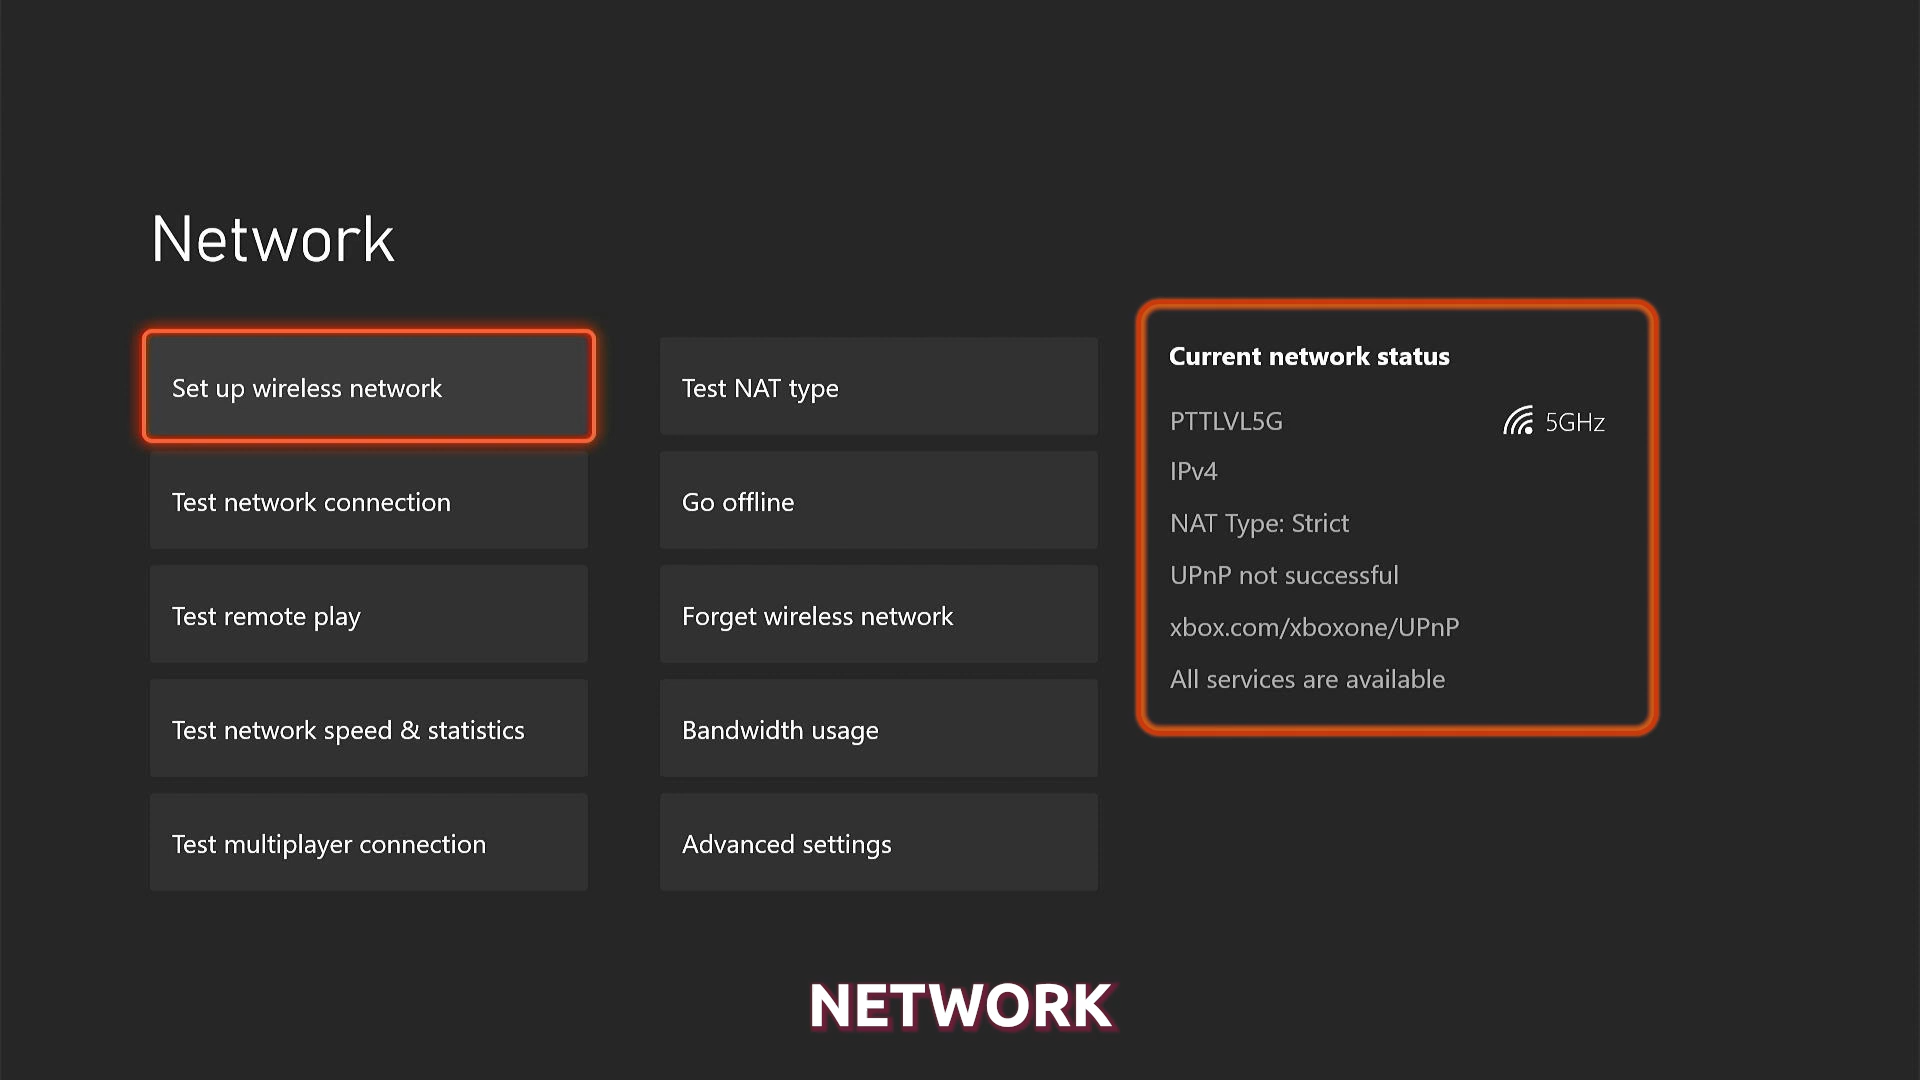 Network
Set up wireless network
Test network connection
Test remote play
Test network speed & statistics
Test multiplayer connection
Test NAT type
Go offline
Forget wireless network
Bandwidth usage
Advanced settings
Current network status
PTTLVL5G 5GHz
IPv4
NAT Type: Strict
UPnP not successful
xbox.com/xboxone/UPnP
All services are available
NETWORK